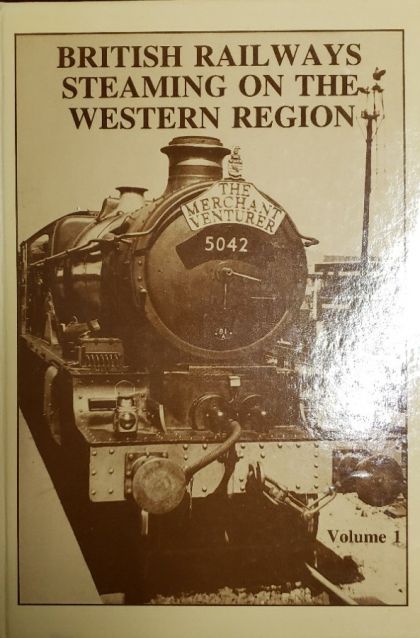 BRITISH RAILWAYS
STEAMING ON THE
WESTERN REGION
THE
MERCHANT
VENTURER
5042
Volume 1